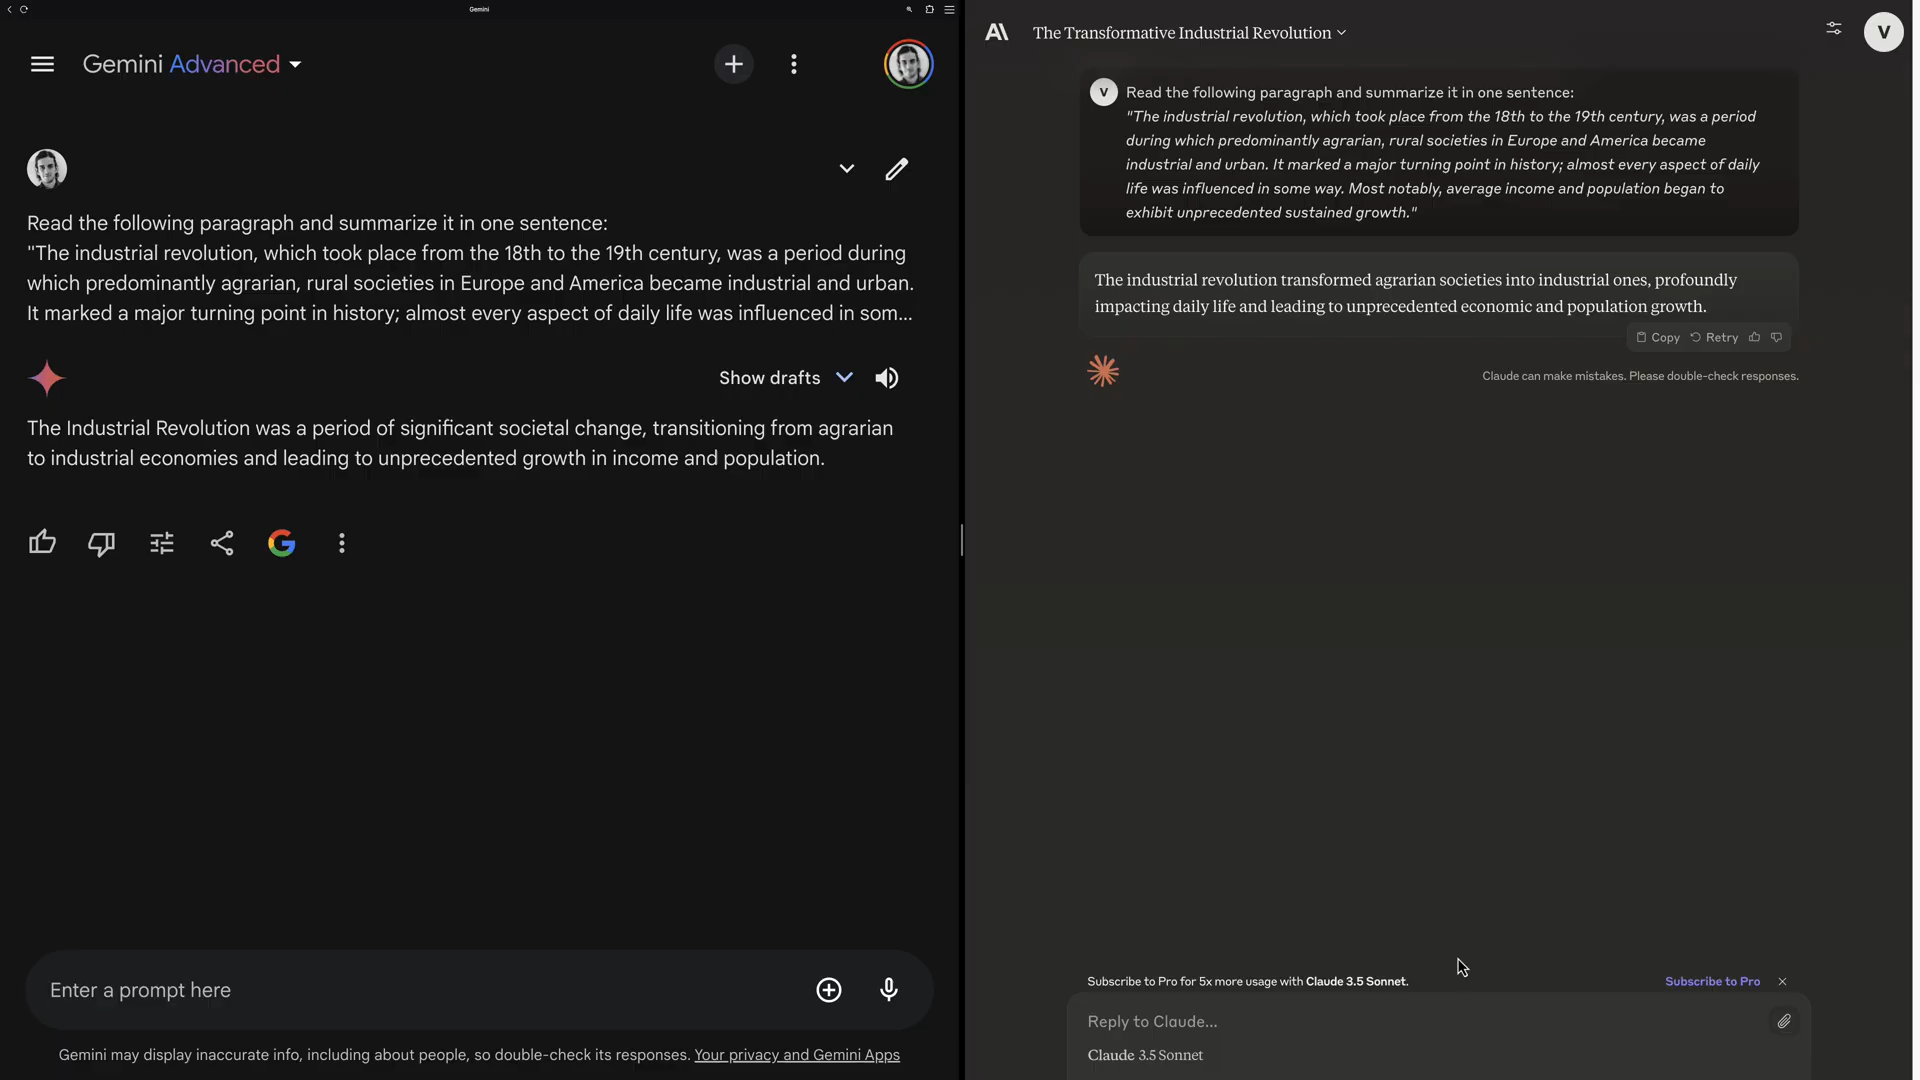 Gemini
Gemini Advanced
Read the following paragraph and summarize it in one sentence:
"The industrial revolution, which took place from the 18th to the 19th century, was a period during
which predominantly agrarian, rural societies in Europe and America became industrial and urban.
It marked a major turning point in history; almost every aspect of daily life was influenced in som...
Show drafts
The Industrial Revolution was a period of significant societal change, transitioning from agrarian
to industrial economies and leading to unprecedented growth in income and population.
Enter a prompt here
Gemini may display inaccurate info, including about people, so double-check its responses. Your privacy and Gemini Apps
The Transformative Industrial Revolution
V
V
Read the following paragraph and summarize it in one sentence:
"The industrial revolution, which took place from the 18th to the 19th century, was a period
during which predominantly agrarian, rural societies in Europe and America became
industrial and urban. It marked a major turning point in history; almost every aspect of daily
life was influenced in some way. Most notably, average income and population began to
exhibit unprecedented sustained growth."
The industrial revolution transformed agrarian societies into industrial ones, profoundly
impacting daily life and leading to unprecedented economic and population growth.
Copy Retry
Claude can make mistakes. Please double-check responses.
Subscribe to Pro for 5x more usage with Claude 3.5 Sonnet. Subscribe to Pro
Reply to Claude...
Claude 3.5 Sonnet